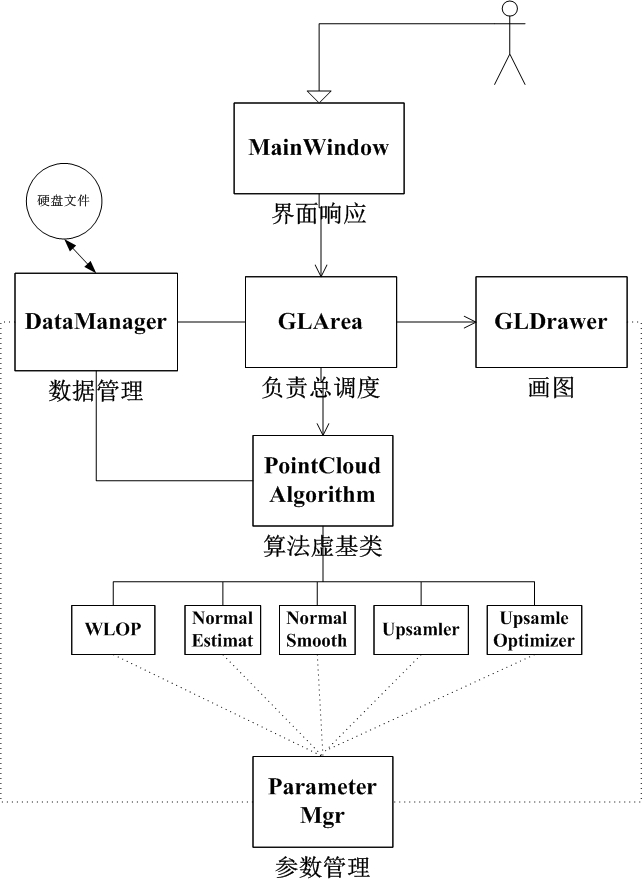 MainWindow
界面响应
硬盘文件
DataManager
数据管理
GLArea
负责总调度
GLDrawer
画图
PointCloud
Algorithm
算法虚基类
WLOP
Normal
Estimat
Normal
Smooth
Upsamler
Upsamle
Optimizer
Parameter
Mgr
参数管理